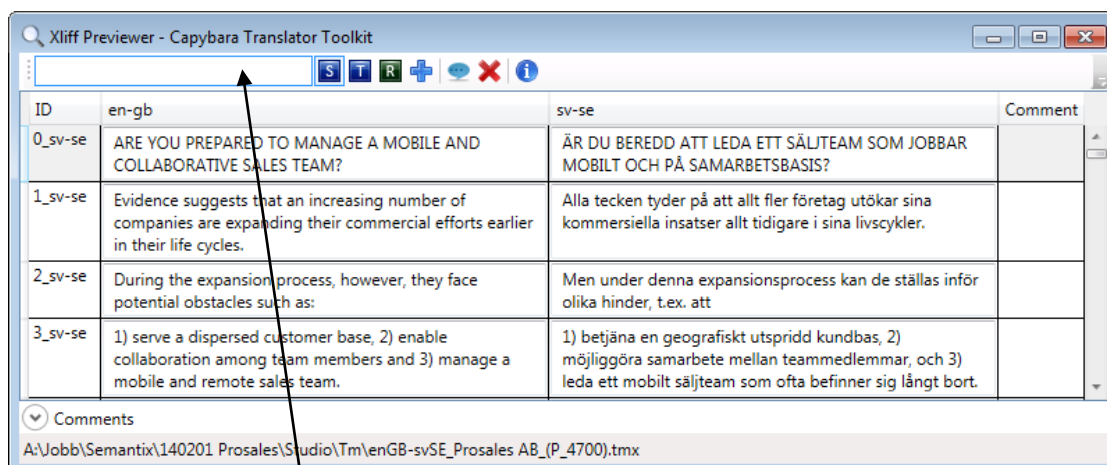 Xliff Previewer - Capybara Translator Toolkit
S T R
ID en-gb sv-se Comment
0_sv-se
ARE YOU PREPARED TO MANAGE A MOBILE AND
COLLABORATIVE SALES TEAM?
ÄR DU BEREDD ATT LEDA ETT SÄLJTEAM SOM JOBBAR
MOBILT OCH PÅ SAMARBETSBASIS?
1_sv-se
Evidence suggests that an increasing number of
companies are expanding their commercial efforts earlier
in their life cycles.
Alla tecken tyder på att allt fler företag utökar sina
kommersiella insatser allt tidigare i sina livscykler.
2_sv-se
During the expansion process, however, they face
potential obstacles such as:
Men under denna expansionsprocess kan de ställas inför
olika hinder, t.ex. att
3_sv-se
1) serve a dispersed customer base, 2) enable
collaboration among team members and 3) manage a
mobile and remote sales team.
1) betjäna en geografiskt utspridd kundbas, 2)
möjliggöra samarbete mellan teammedlemmar, och 3)
leda ett mobilt säljteam som ofta befinner sig långt bort.
Comments
A:\Jobb\Semantix\140201 Prosales\Studio\Tm\enGB-svSE_Prosales AB_(P_4700).tmx